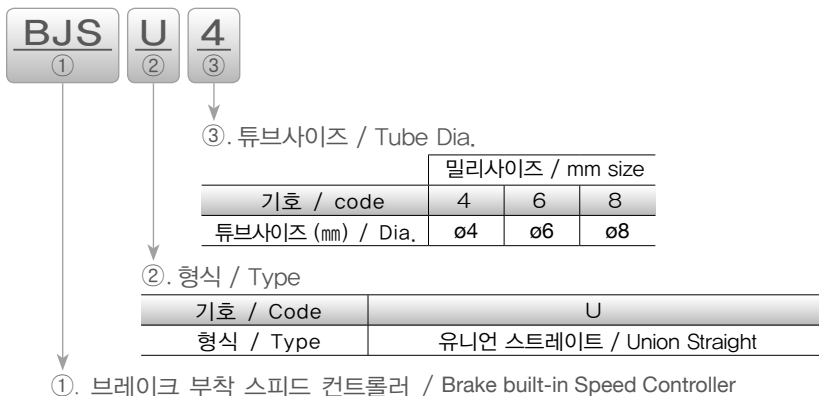 BJS U 4
① ② ③
③. 튜브사이즈 / Tube Dia.
밀리사이즈 / mm size
기호 / code 4 6 8
튜브사이즈 (㎜) / Dia. ø4 ø6 ø8
②. 형식 / Type
기호 / Code U
형식 / Type 유니언 스트레이트 / Union Straight
①. 브레이크 부착 스피드 컨트롤러 / Brake built-in Speed Controller